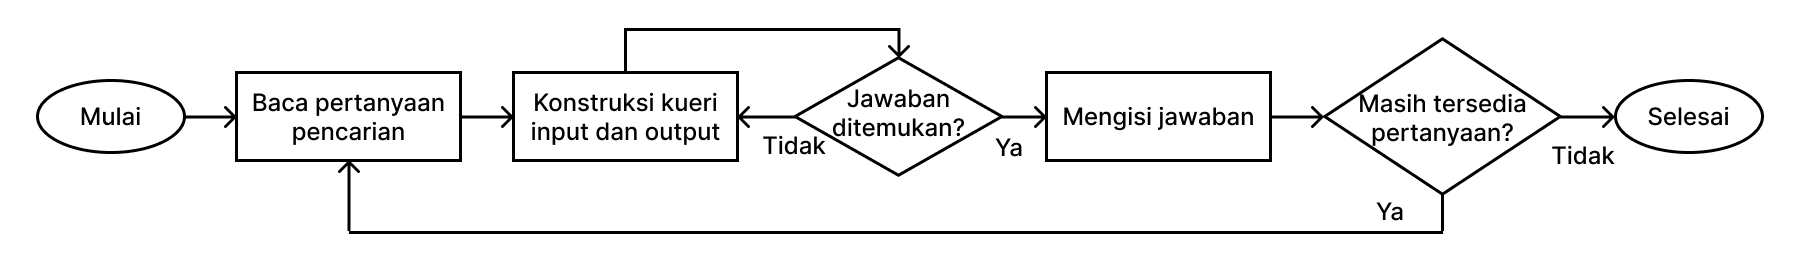 Mulai
Baca pertanyaan
pencarian
Konstruksi kueri
input dan output
Jawaban
ditemukan?
Tidak
Ya
Mengisi jawaban
Masih tersedia
pertanyaan?
Ya
Tidak
Selesai